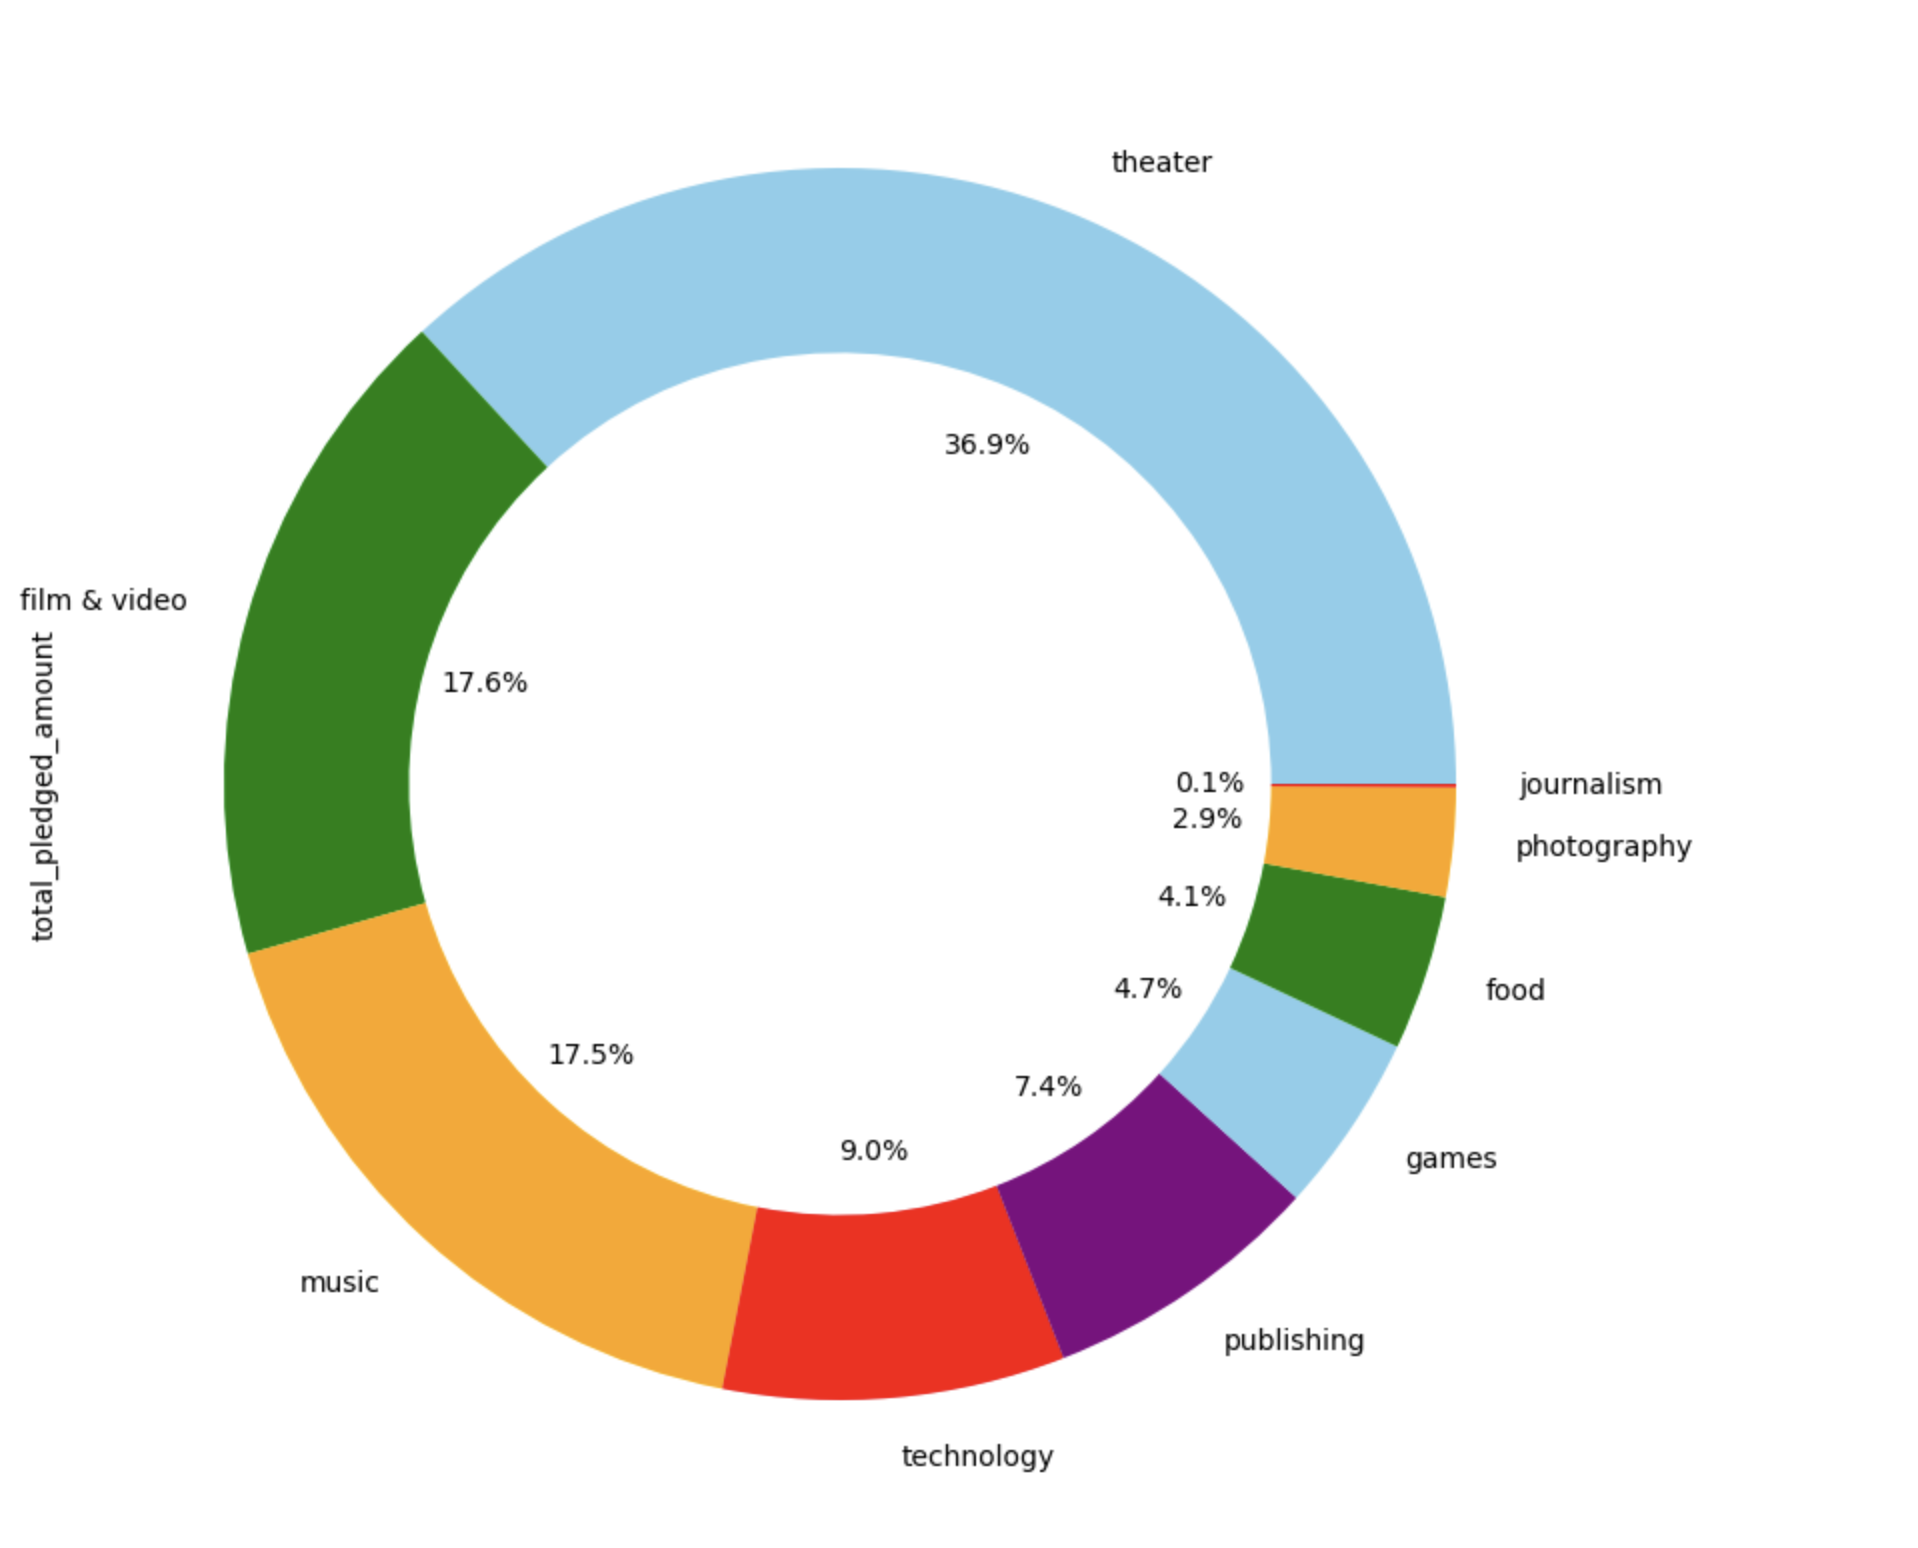 theater
36.9%
film & video
total_pledged_amount
17.6%
0.1%
journalism
2.9%
photography
4.1%
food
4.7%
games
17.5%
7.4%
9.0%
music
publishing
technology